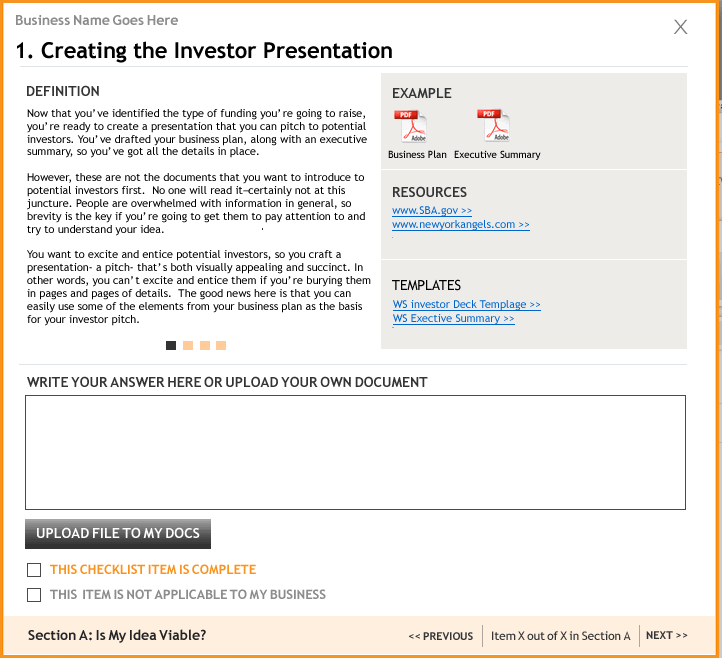 Business Name Goes Here
X
1. Creating the Investor Presentation
DEFINITION
Now that you've identified the type of funding you're going to raise,
you're ready to create a presentation that you can pitch to potential
investors. You've drafted your business plan, along with an executive
summary, so you've got all the details in place.
However, these are not the documents that you want to introduce to
potential investors first.  No one will read it—certainly not at this
juncture. People are overwhelmed with information in general, so
brevity is the key if you're going to get them to pay attention to and
try to understand your idea.
You want to excite and entice potential investors, so you craft a
presentation- a pitch- that's both visually appealing and succinct. In
other words, you can't excite and entice them if you're burying them
in pages and pages of details.  The good news here is that you can
easily use some of the elements from your business plan as the basis
for your investor pitch.
EXAMPLE
PDF PDF
Adobe Adobe
Business Plan Executive Summary
RESOURCES
www.SBA.gov >>
www.newyorkangels.com >>
TEMPLATES
WS investor Deck Templage >>
WS Exective Summary >>
WRITE YOUR ANSWER HERE OR UPLOAD YOUR OWN DOCUMENT
UPLOAD FILE TO MY DOCS
THIS CHECKLIST ITEM IS COMPLETE
THIS  ITEM IS NOT APPLICABLE TO MY BUSINESS
Section A: Is My Idea Viable? << PREVIOUS Item X out of X in Section A NEXT >>